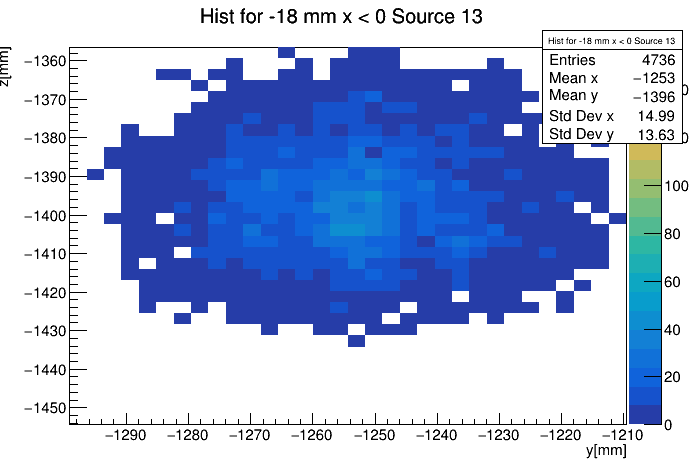 Hist for -18 mm x < 0 Source 13
z[mm]
Hist for -18 mm x < 0 Source 13
Entries 4736
Mean x −1253
Mean y −1396
Std Dev x 14.99
Std Dev y 13.63
−1360
−1370
−1380
−1390
−1400
−1410
−1420
−1430
−1440
−1450
100
80
60
40
20
0
−1290
−1280
−1270
−1260
−1250
−1240
−1230
−1220
−1210
y[mm]